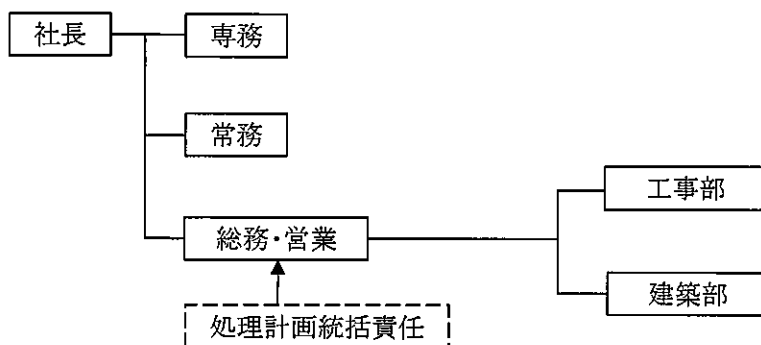 社長
専務
常務
工事部
総務・営業
建築部
処理計画統括責任